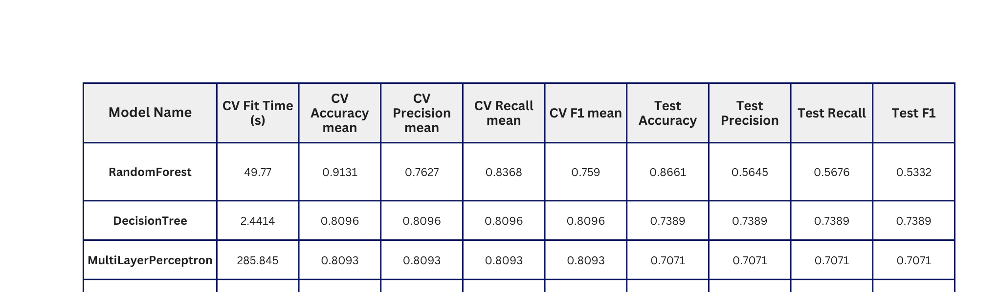 Model Name CV Fit Time (s) CV Accuracy mean CV Precision mean CV Recall mean CV F1 mean Test Accuracy Test Precision Test Recall Test F1
RandomForest 49.77 0.9131 0.7627 0.8368 0.759 0.8661 0.5645 0.5676 0.5332
DecisionTree 2.4414 0.8096 0.8096 0.8096 0.8096 0.7389 0.7389 0.7389 0.7389
MultiLayerPerceptron 285.845 0.8093 0.8093 0.8093 0.8093 0.7071 0.7071 0.7071 0.7071